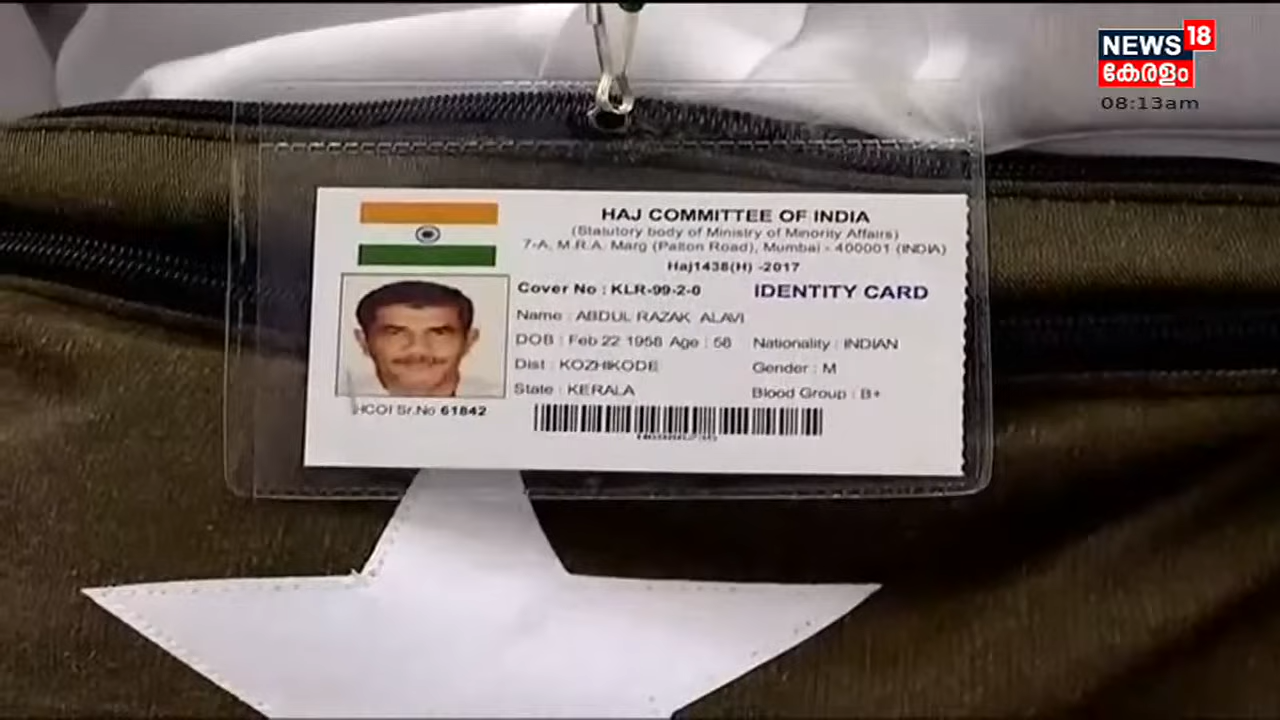 NEWS 18
കേരളം
08:13am
HAJ COMMITTEE OF INDIA
(Statutory body of Ministry of Minority Affairs)
7-A, M.R.A. Marg (Palton Road), Mumbai - 400001 (INDIA)
Haj1438(H) -2017
Cover No : KLR-99-2-0 IDENTITY CARD
Name : ABDUL RAZAK ALAVI
DOB : Feb 22 1958 Age : 58 Nationality : INDIAN
Dist : KOZHIKODE Gender : M
State : KERALA Blood Group : B+
HCOI Sr.No 61842